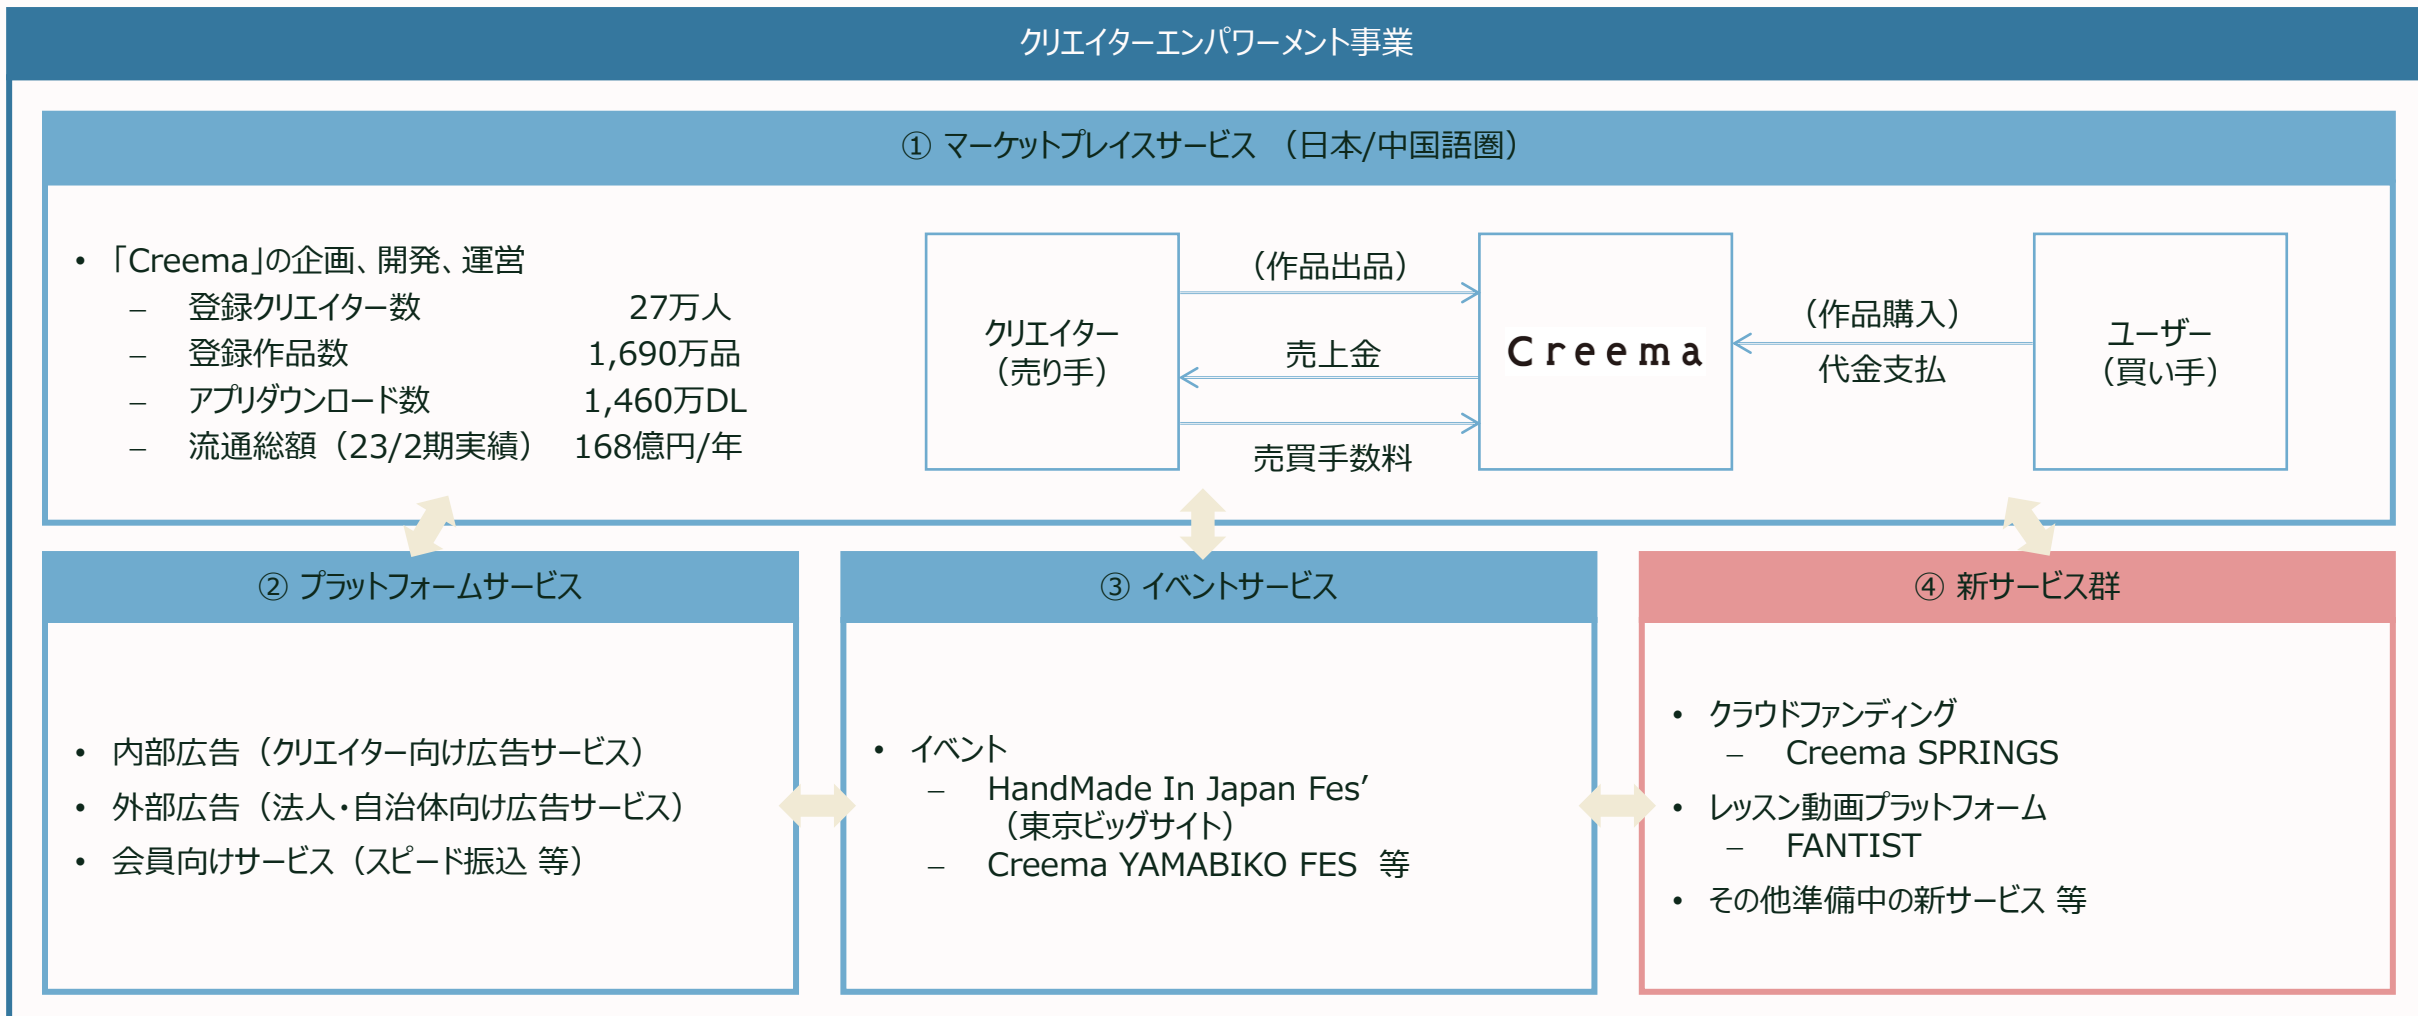 クリエイターエンパワーメント事業
① マーケットプレイスサービス （日本/中国語圏）
• 「Creema」の企画、開発、運営
– 登録クリエイター数 27万人
– 登録作品数 1,690万品
– アプリダウンロード数 1,460万DL
– 流通総額（23/2期実績） 168億円/年
クリエイター
（売り手）
（作品出品）
売上金
売買手数料
Creema
（作品購入）
代金支払
ユーザー
（買い手）
② プラットフォームサービス
• 内部広告（クリエイター向け広告サービス）
• 外部広告（法人・自治体向け広告サービス）
• 会員向けサービス（スピード振込 等）
③ イベントサービス
• イベント
– HandMade In Japan Fes’
（東京ビッグサイト）
– Creema YAMABIKO FES 等
④ 新サービス群
• クラウドファンディング
– Creema SPRINGS
• レッスン動画プラットフォーム
– FANTIST
• その他準備中の新サービス 等